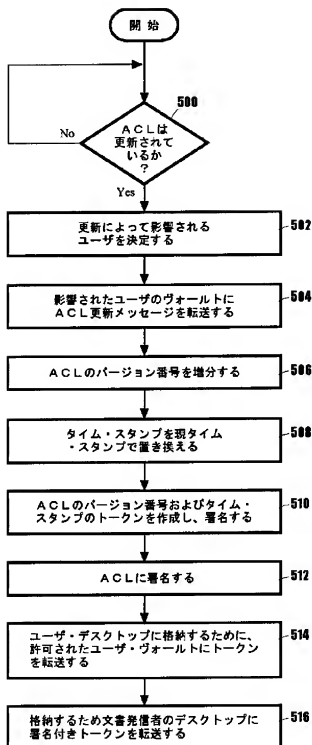 開始
500
ACLは
更新されて
いるか
?
No
Yes
更新によって影響される
ユーザを決定する
502
影響されたユーザのヴォールトに
ACL更新メッセージを転送する
504
ACLのバージョン番号を増分する
506
タイム・スタンプを現タイム
・スタンプで置き換える
508
ACLのバージョン番号およびタイム・
スタンプのトークンを作成し、署名する
510
ACLに署名する
512
ユーザ・デスクトップに格納するために、
許可されたユーザ・ヴォールトにトークン
を転送する
514
格納するため文書発信者のデスクトップに
署名付きトークンを転送する
516